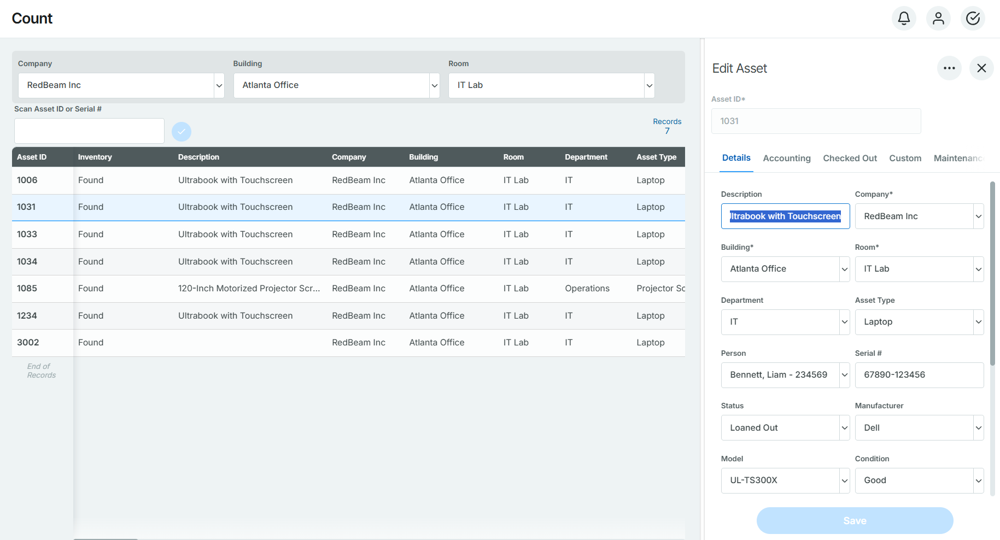 Count
Company Building Room
RedBeam Inc Atlanta Office IT Lab
Scan Asset ID or Serial #
Records
7
Asset ID Inventory Description Company Building Room Department Asset Type
1006 Found Ultrabook with Touchscreen RedBeam Inc Atlanta Office IT Lab IT Laptop
1031 Found Ultrabook with Touchscreen RedBeam Inc Atlanta Office IT Lab IT Laptop
1033 Found Ultrabook with Touchscreen RedBeam Inc Atlanta Office IT Lab IT Laptop
1034 Found Ultrabook with Touchscreen RedBeam Inc Atlanta Office IT Lab IT Laptop
1085 Found 120-Inch Motorized Projector Scr... RedBeam Inc Atlanta Office IT Lab Operations Projector Sc
1234 Found Ultrabook with Touchscreen RedBeam Inc Atlanta Office IT Lab IT Laptop
3002 Found RedBeam Inc Atlanta Office IT Lab IT Laptop
End of
Records
Edit Asset
Asset ID*
1031
Details Accounting Checked Out Custom Maintenanc
Description Company*
ltrabook with Touchscreen RedBeam Inc
Building* Room*
Atlanta Office IT Lab
Department Asset Type
IT Laptop
Person Serial #
Bennett, Liam - 234569 67890-123456
Status Manufacturer
Loaned Out Dell
Model Condition
UL-TS300X Good
Save